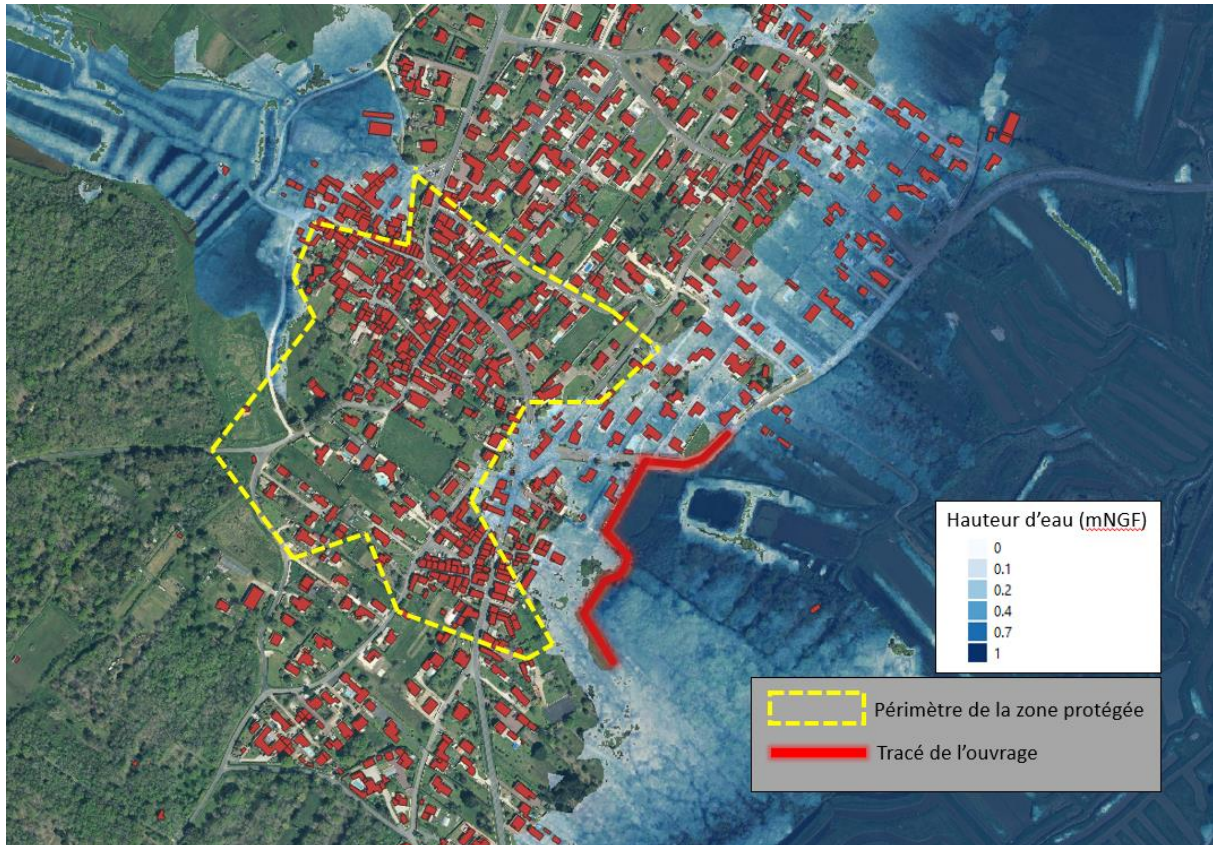 Hauteur d'eau (mNGF)
0
0.1
0.2
0.4
0.7
1
Périmètre de la zone protégée
Tracé de l'ouvrage